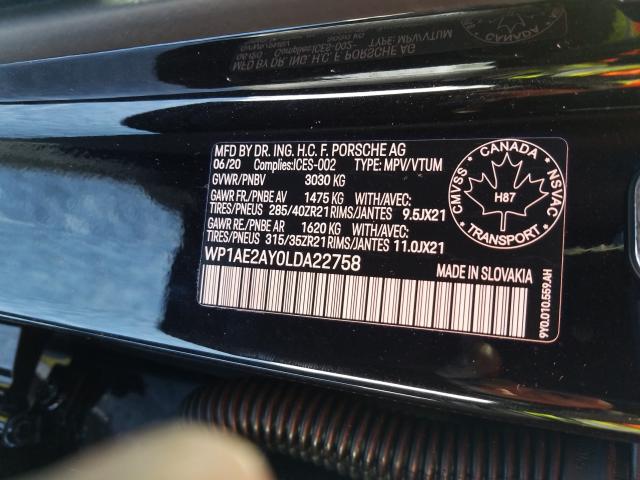 MFD BY DR. ING. H.C. F. PORSCHE AG
06/20 Complies:ICES-002 TYPE: MPV/VTUM
GVWR/PNBV 3030 KG
GAWR FR./PNBE AV 1475 KG WITH/AVEC:
TIRES/PNEUS 285/40ZR21 RIMS/JANTES 9.5JX21
GAWR RE./PNBE AR 1620 KG WITH/AVEC:
TIRES/PNEUS 315/35ZR21 RIMS/JANTES 11.0JX21
WP1AE2AY0LDA22758 MADE IN SLOVAKIA
CANADA
CMVSS NSVAC
H87
TRANSPORT
9Y0.010.559.AH